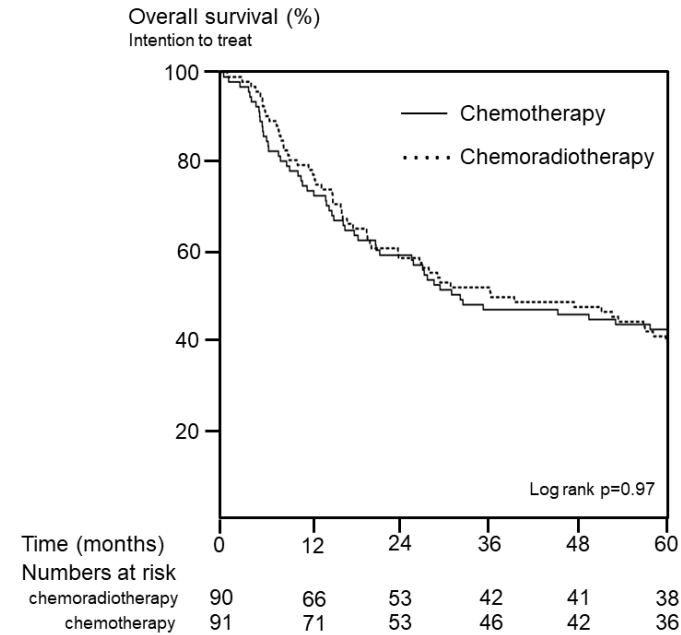 Overall survival (%)
Intention to treat
100
80
60
40
20
Chemotherapy
Chemoradiotherapy
Log rank p=0.97
Time (months) 0 12 24 36 48 60
Numbers at risk
chemoradiotherapy 90 66 53 42 41 38
chemotherapy 91 71 53 46 42 36